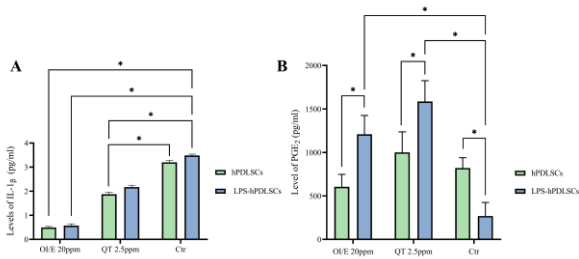 A
*
*
*
*
Levels of IL-1β (pg/ml)
4
3
2
1
0
OI/E 20ppm
QT 2.5ppm
Ctr
hPDLSCs
LPS-hPDLSCs
B
*
*
*
*
*
Level of PGE2 (pg/ml)
2000
1500
1000
500
0
OI/E 20ppm
QT 2.5ppm
Ctr
hPDLSCs
LPS-hPDLSCs